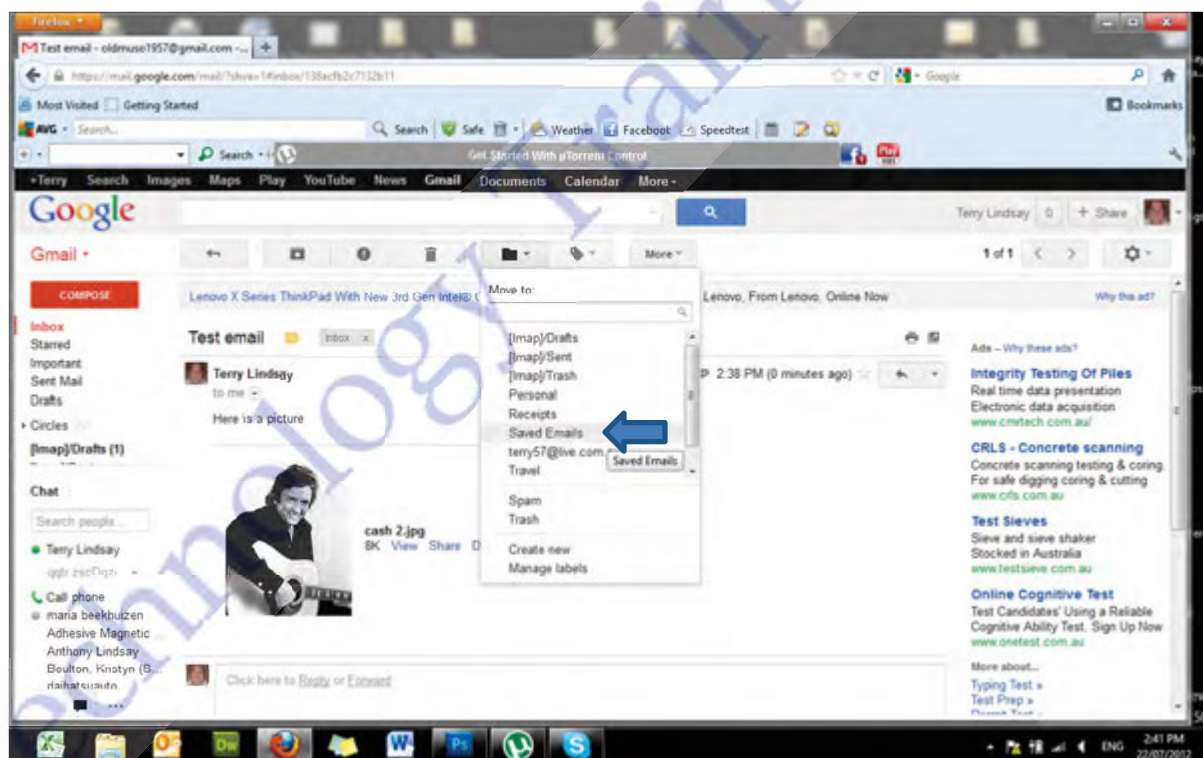 Firefox
Test email - oldmuso1957@gmail.com -...
https://mail.google.com/mail/?shva=1#inbox/138acfb2c7132b11
Google
Most Visited Getting Started
Bookmarks
AVG Search...
Search Safe Weather Facebook Speedtest
Search
Get Started With µTorrent Control
+Terry Search Images Maps Play YouTube News Gmail Documents Calendar More
Google
Terry Lindsay 0 + Share
Gmail
More
1 of 1
COMPOSE
Lenovo X Series ThinkPad With New 3rd Gen Intel®
Lenovo, From Lenovo. Online Now
Why this ad?
Inbox
Starred
Important
Sent Mail
Drafts
Circles
[Imap]/Drafts (1)
Chat
Search people...
Terry Lindsay
Call phone
maria beekhuizen
Adhesive Magnetic
Anthony Lindsay
Boulton, Kristyn (S...
daihatsuauto
Test email Inbox x
Terry Lindsay
to me
2:38 PM (0 minutes ago)
Here is a picture
cash 2.jpg
8K View Share D
Click here to Reply or Forward
Move to:
[Imap]/Drafts
[Imap]/Sent
[Imap]/Trash
Personal
Receipts
Saved Emails
terry57@live.com
Saved Emails
Travel
Spam
Trash
Create new
Manage labels
Ads – Why these ads?
Integrity Testing Of Piles
Real time data presentation
Electronic data acquisition
www.cmrtech.com.au/
CRLS - Concrete scanning
Concrete scanning testing & coring.
For safe digging coring & cutting
www.crls.com.au
Test Sieves
Sieve and sieve shaker
Stocked in Australia
www.testsieve.com.au
Online Cognitive Test
Test Candidates' Using a Reliable
Cognitive Ability Test. Sign Up Now
www.onetest.com.au
More about...
Typing Test »
Test Prep »
ENG
2:41 PM
22/07/2012